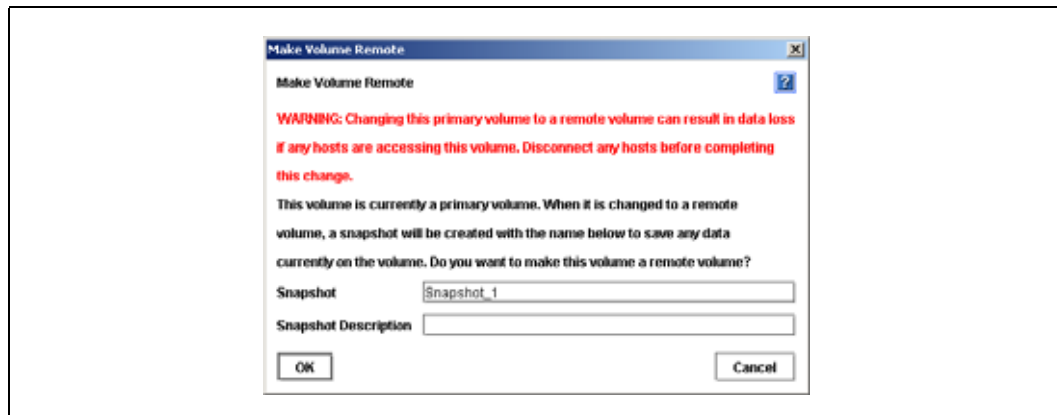 Make Volume Remote
Make Volume Remote
?
WARNING: Changing this primary volume to a remote volume can result in data loss
if any hosts are accessing this volume. Disconnect any hosts before completing
this change.
This volume is currently a primary volume. When it is changed to a remote
volume, a snapshot will be created with the name below to save any data
currently on the volume. Do you want to make this volume a remote volume?
Snapshot Snapshot_1
Snapshot Description
OK Cancel